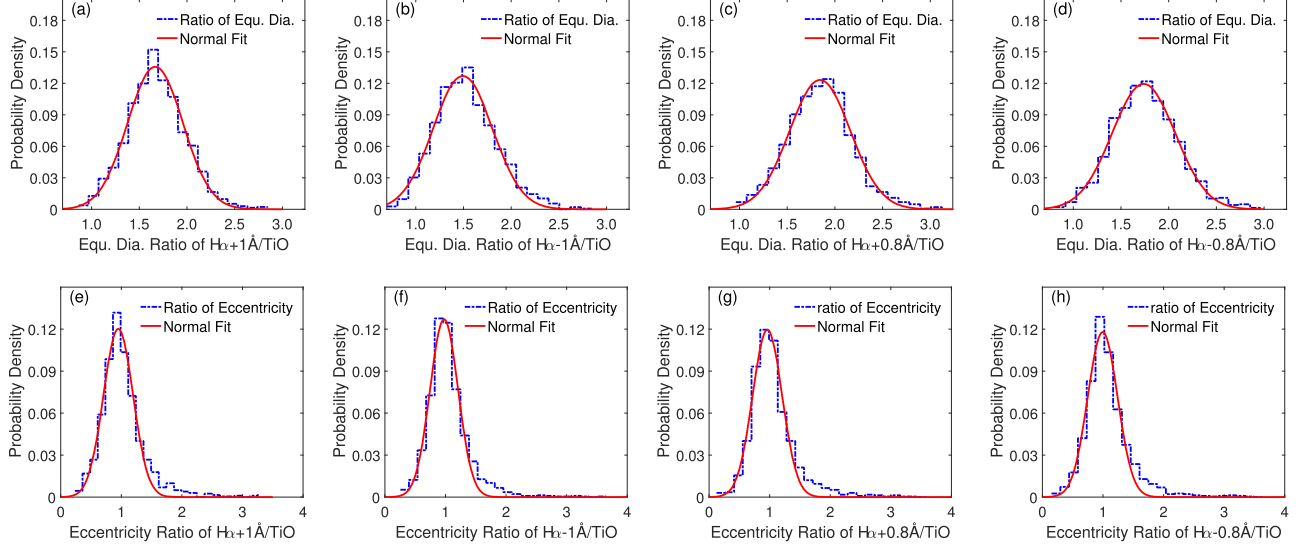 (a)
Ratio of Equ. Dia.
Normal Fit
Probability Density
0.18
0.15
0.12
0.09
0.06
0.03
0
1.0 1.5 2.0 2.5 3.0
Equ. Dia. Ratio of Hα+1Å/TiO
(b)
Ratio of Equ. Dia.
Normal Fit
Probability Density
0.18
0.15
0.12
0.09
0.06
0.03
0
1.0 1.5 2.0 2.5 3.0
Equ. Dia. Ratio of Hα-1Å/TiO
(c)
Ratio of Equ. Dia.
Normal Fit
Probability Density
0.18
0.15
0.12
0.09
0.06
0.03
0
1.0 1.5 2.0 2.5 3.0
Equ. Dia. Ratio of Hα+0.8Å/TiO
(d)
Ratio of Equ. Dia.
Normal Fit
Probability Density
0.18
0.15
0.12
0.09
0.06
0.03
0
1.0 1.5 2.0 2.5 3.0
Equ. Dia. Ratio of Hα-0.8Å/TiO
(e)
Ratio of Eccentricity
Normal Fit
Probability Density
0.12
0.09
0.06
0.03
0
0 1 2 3 4
Eccentricity Ratio of Hα+1Å/TiO
(f)
Ratio of Eccentricity
Normal Fit
Probability Density
0.12
0.09
0.06
0.03
0
0 1 2 3 4
Eccentricity Ratio of Hα-1Å/TiO
(g)
ratio of Eccentricity
Normal Fit
Probability Density
0.12
0.09
0.06
0.03
0
0 1 2 3 4
Eccentricity Ratio of Hα+0.8Å/TiO
(h)
ratio of Eccentricity
Normal Fit
Probability Density
0.12
0.09
0.06
0.03
0
0 1 2 3 4
Eccentricity Ratio of Hα-0.8Å/TiO